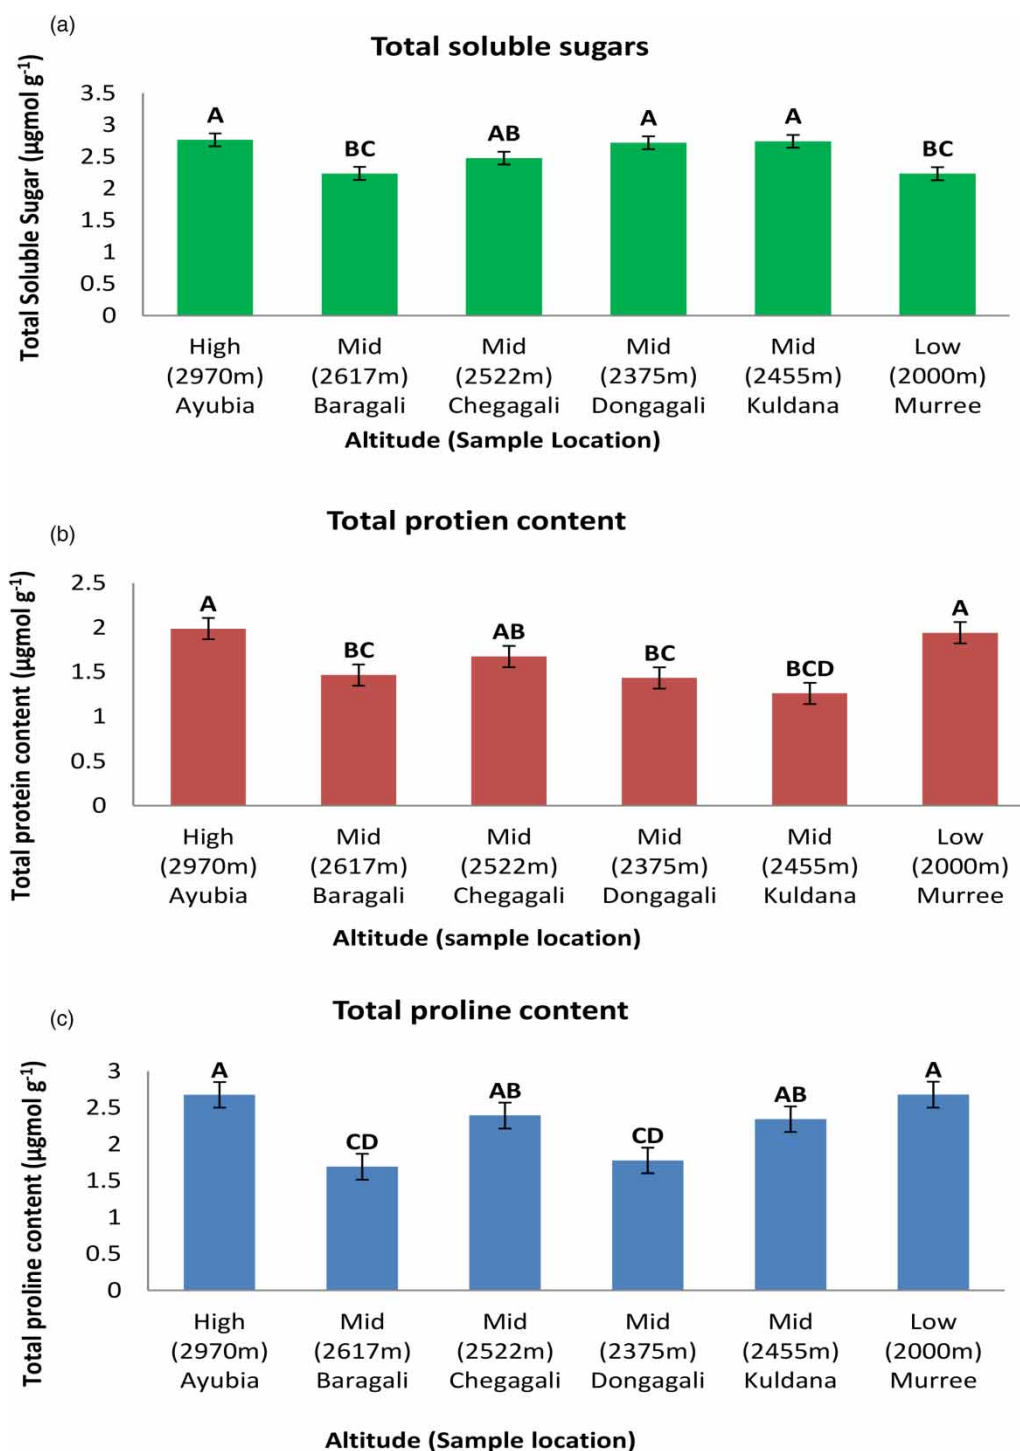 (a)
Total soluble sugars
Total Soluble Sugar (µgmol g-1)
3.5
3
2.5
2
1.5
1
0.5
0
A
BC
AB
A
A
BC
High Mid Mid Mid Mid Low
(2970m) (2617m) (2522m) (2375m) (2455m) (2000m)
Ayubia Baragali Chegagali Dongagali Kuldana Murree
Altitude (Sample Location)
(b)
Total protien content
Total protein content (µgmol g-1)
2.5
2
1.5
1
0.5
0
A
BC
AB
BC
BCD
A
High Mid Mid Mid Mid Low
(2970m) (2617m) (2522m) (2375m) (2455m) (2000m)
Ayubia Baragali Chegagali Dongagali Kuldana Murree
Altitude (sample location)
(c)
Total proline content
Total proline content (µgmol g-1)
3
2.5
2
1.5
1
0.5
0
A
CD
AB
CD
AB
A
High Mid Mid Mid Mid Low
(2970m) (2617m) (2522m) (2375m) (2455m) (2000m)
Ayubia Baragali Chegagali Dongagali Kuldana Murree
Altitude (Sample location)